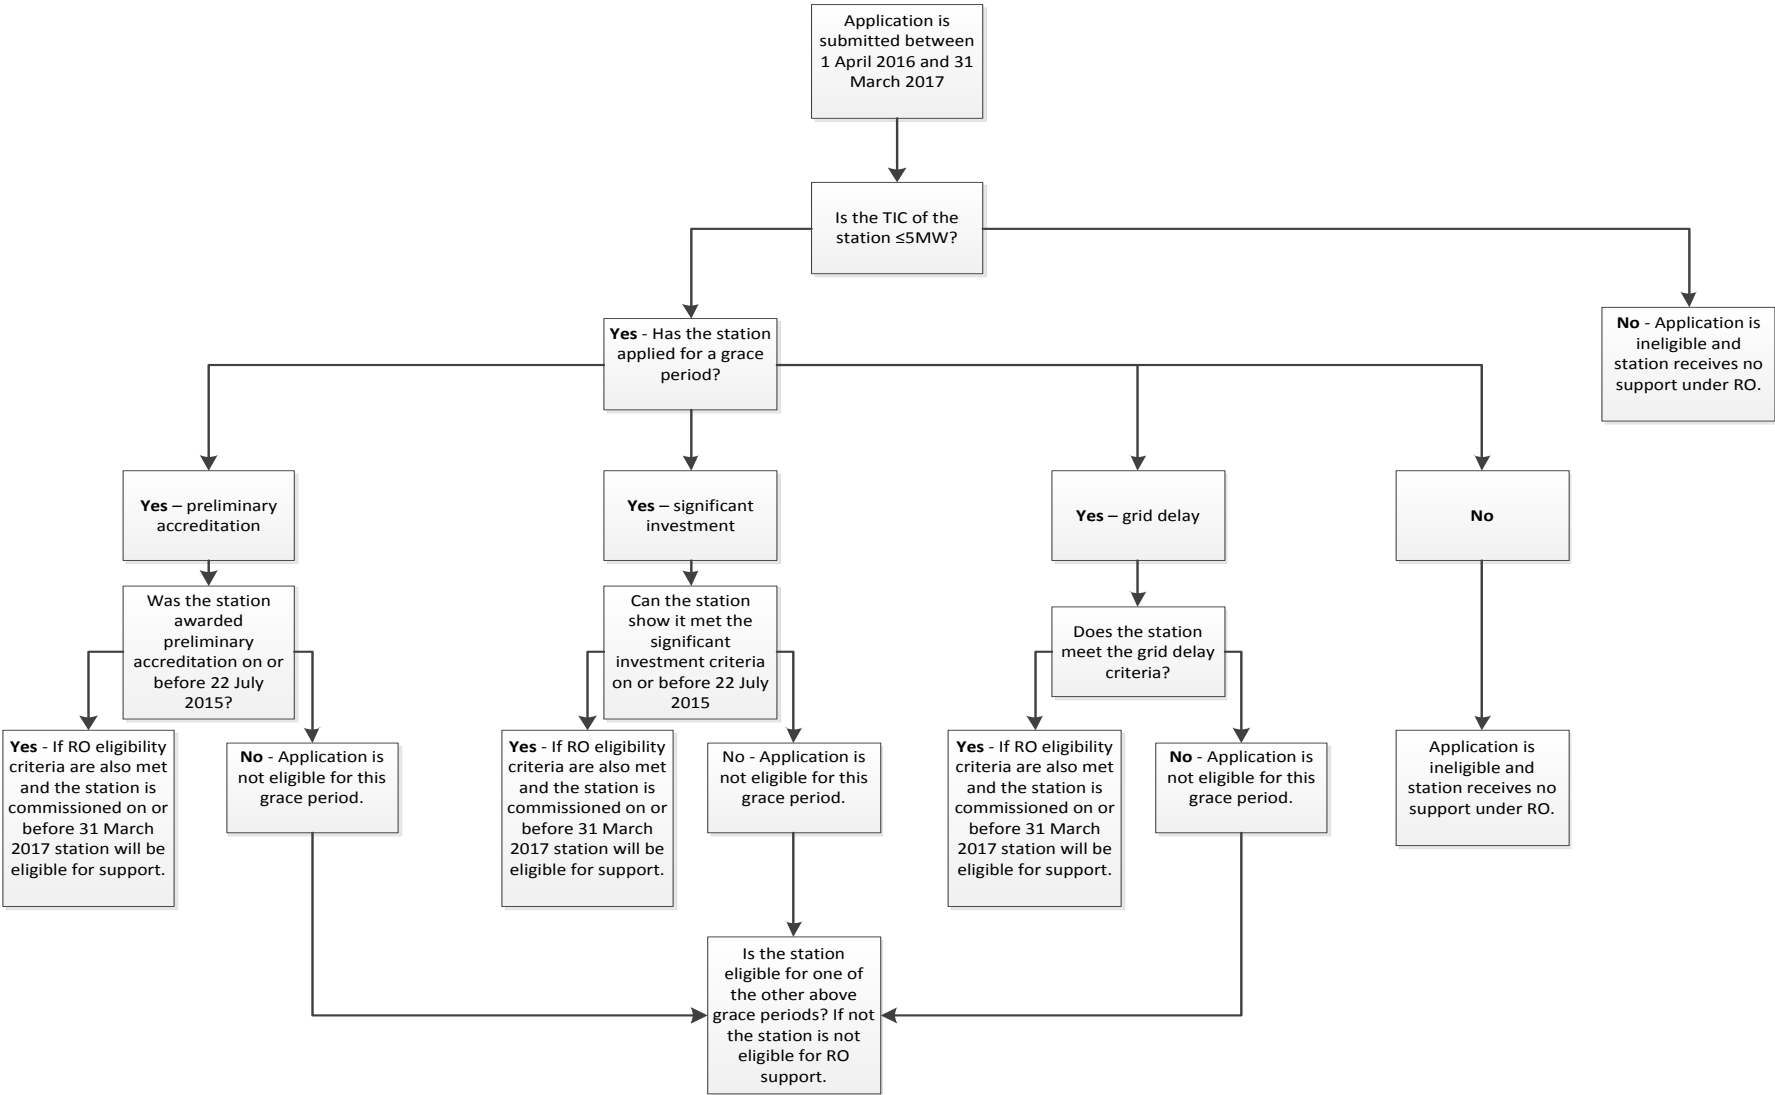 Application is
submitted between
1 April 2016 and 31
March 2017
Is the TIC of the
station ≤5MW?
Yes - Has the station
applied for a grace
period?
No - Application is
ineligible and
station receives no
support under RO.
Yes – preliminary
accreditation
Yes – significant
investment
Yes – grid delay
No
Was the station
awarded
preliminary
accreditation on or
before 22 July
2015?
Can the station
show it met the
significant
investment criteria
on or before 22 July
2015
Does the station
meet the grid delay
criteria?
Yes - If RO eligibility
criteria are also met
and the station is
commissioned on or
before 31 March
2017 station will be
eligible for support.
No - Application is
not eligible for this
grace period.
Yes - If RO eligibility
criteria are also met
and the station is
commissioned on or
before 31 March
2017 station will be
eligible for support.
No - Application is
not eligible for this
grace period.
Yes - If RO eligibility
criteria are also met
and the station is
commissioned on or
before 31 March
2017 station will be
eligible for support.
No - Application is
not eligible for this
grace period.
Application is
ineligible and
station receives no
support under RO.
Is the station
eligible for one of
the other above
grace periods? If not
the station is not
eligible for RO
support.